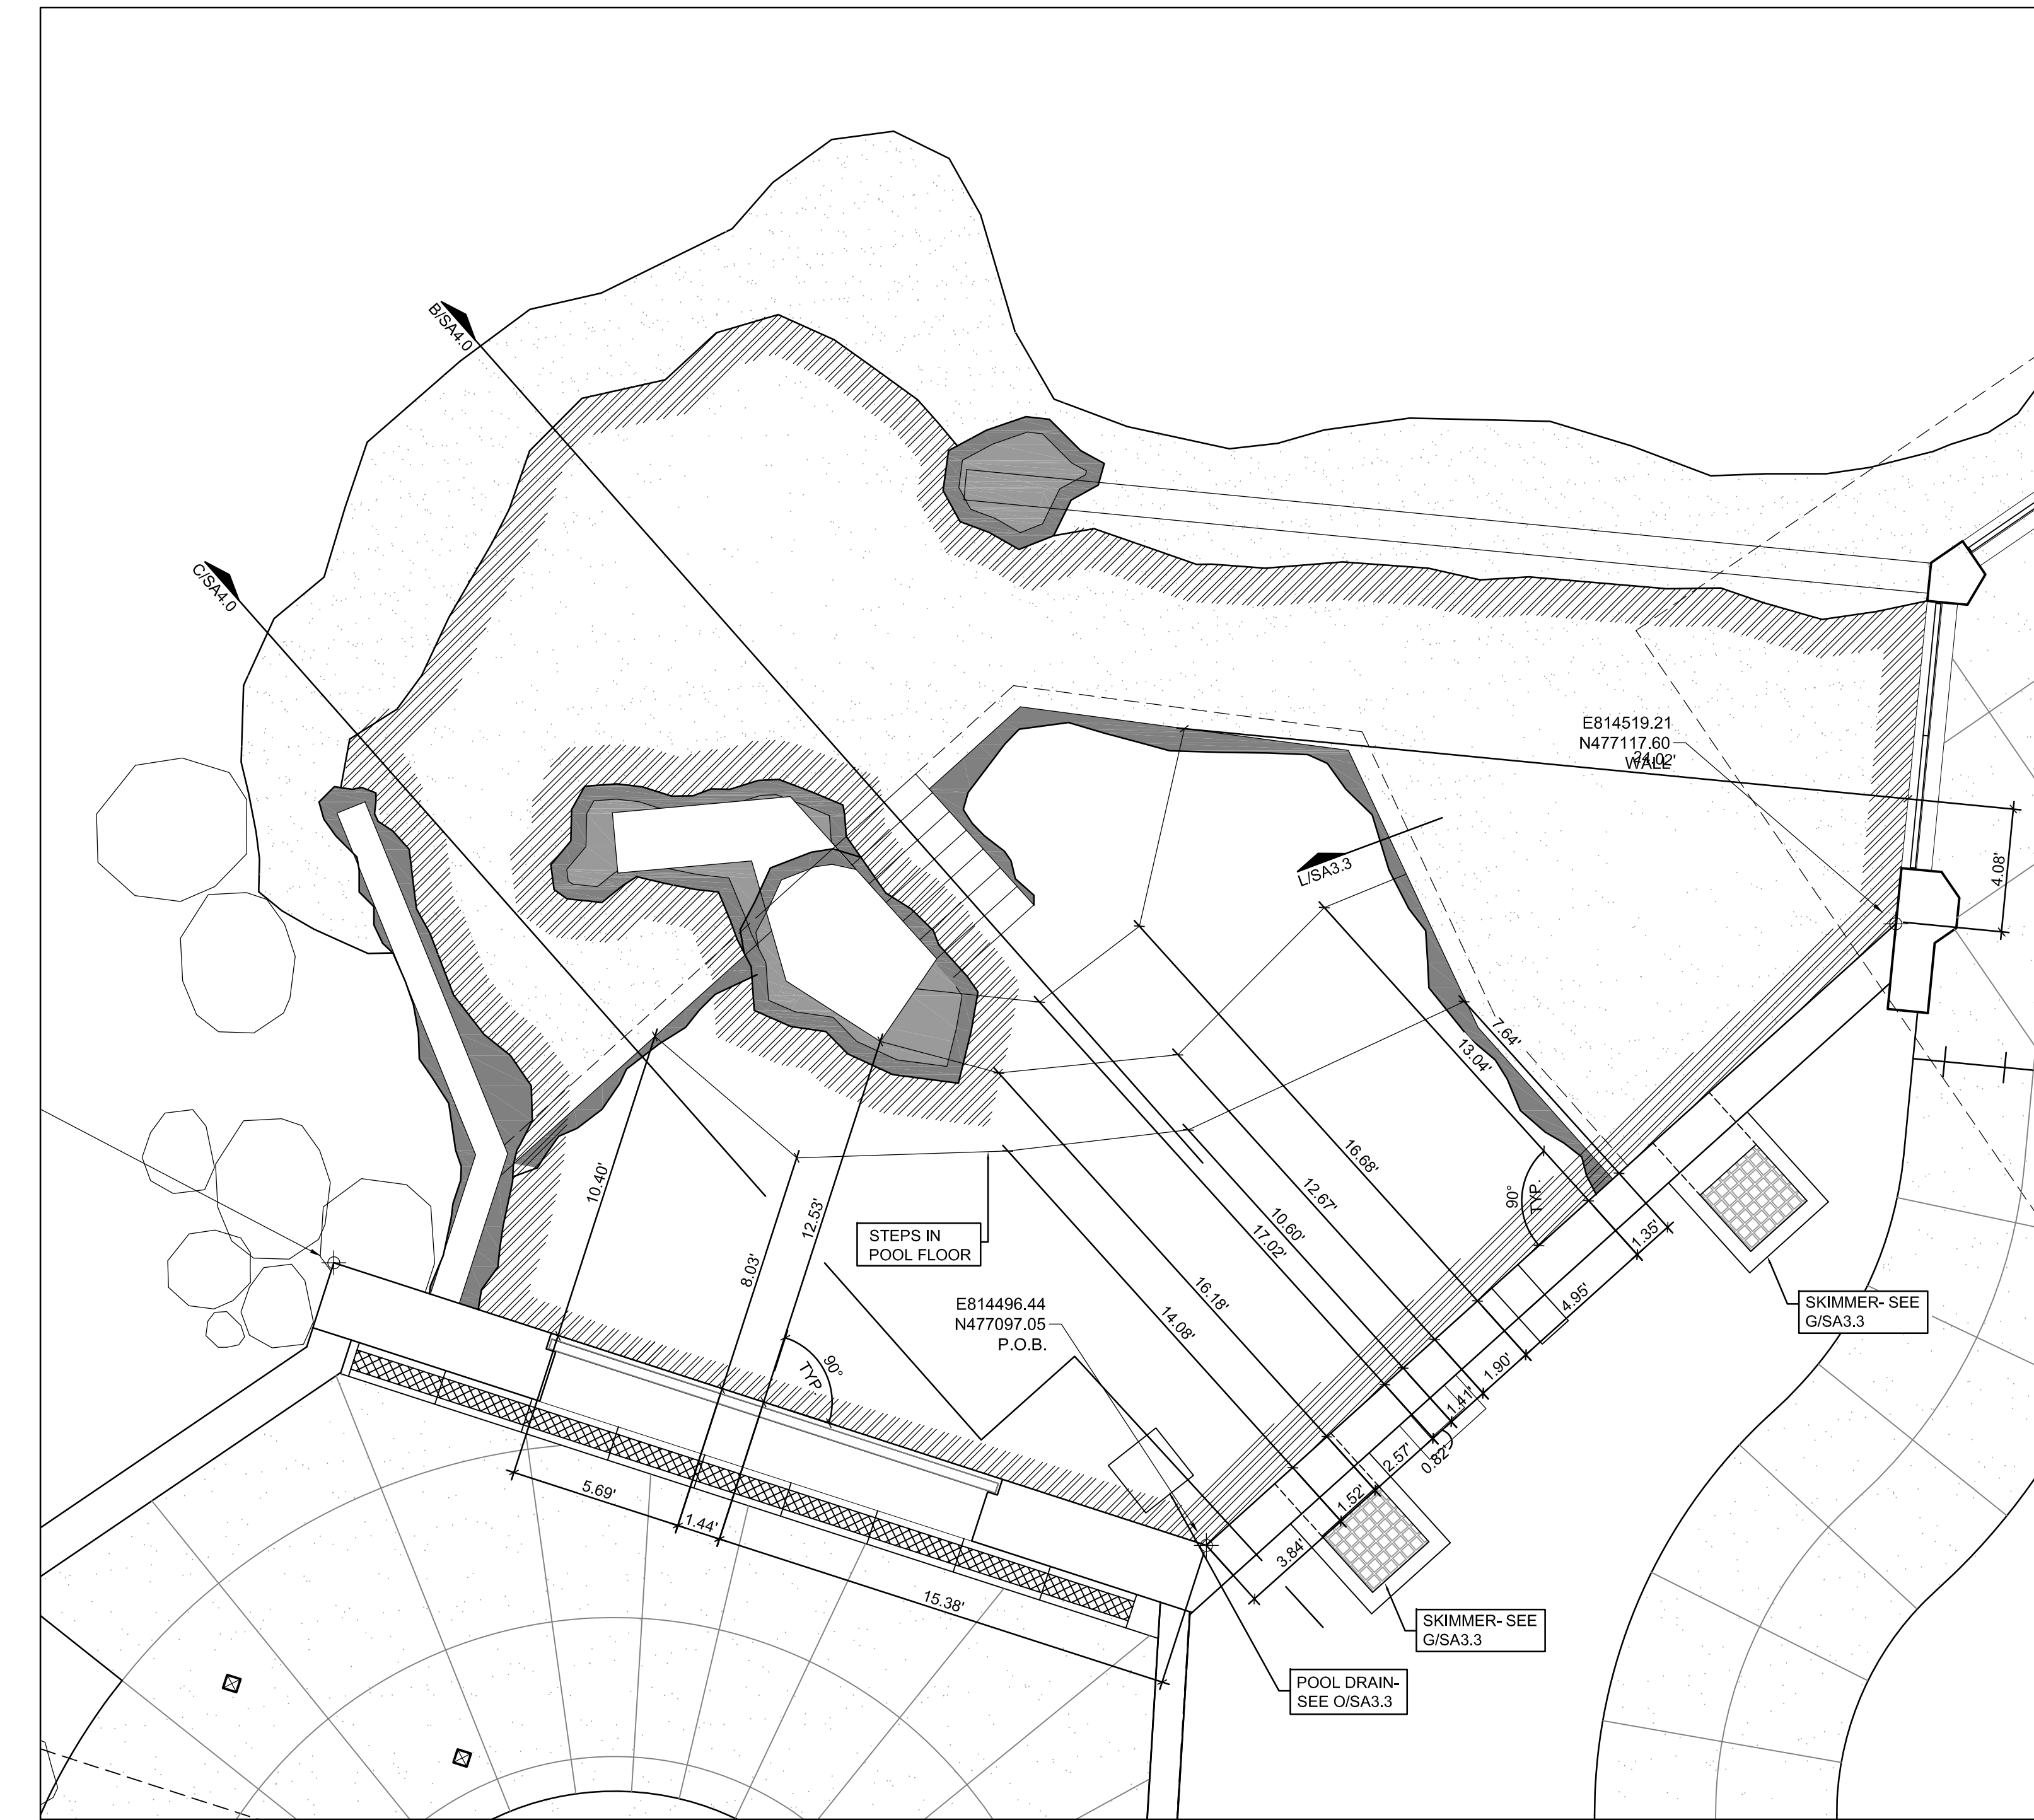 B/SA4.0
C/SA4.0
E814519.21
N477117.60
24.02'
WALL
4.08'
L/SA3.3
7.64'
13.04'
16.68'
12.67'
10.60'
17.02'
16.18'
14.08'
10.40'
8.03'
12.53'
STEPS IN
POOL FLOOR
90°
TYP.
90°
TYP.
E814496.44
N477097.05
P.O.B.
1.35'
4.95'
1.90'
1.41'
0.82'
2.57'
1.52'
3.84'
5.69'
1.44'
15.38'
SKIMMER- SEE
G/SA3.3
SKIMMER- SEE
G/SA3.3
POOL DRAIN-
SEE O/SA3.3